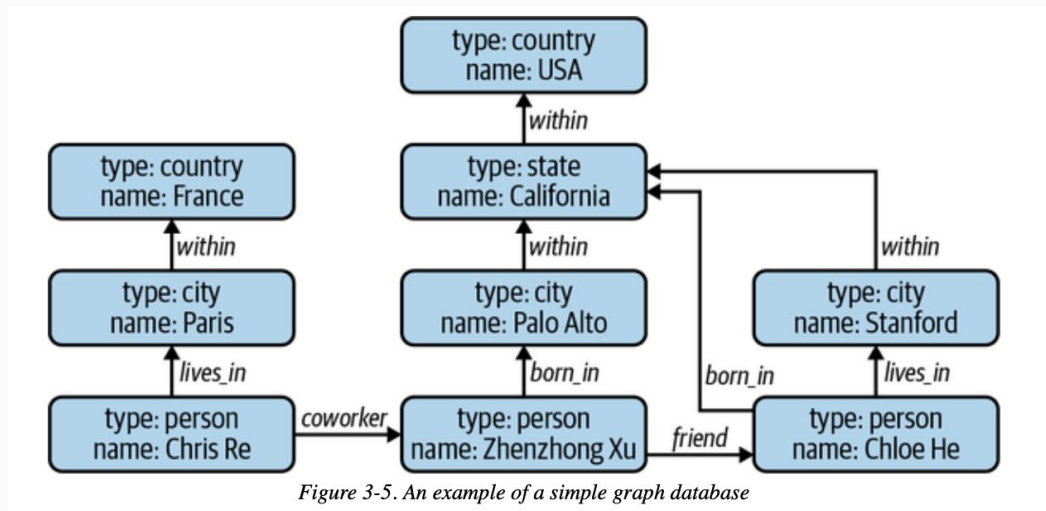 type: country
name: USA
within
type: country
name: France
type: state
name: California
within
within
within
type: city
name: Paris
type: city
name: Palo Alto
type: city
name: Stanford
lives_in
born_in
born_in
lives_in
type: person
name: Chris Re
coworker
type: person
name: Zhenzhong Xu
friend
type: person
name: Chloe He
Figure 3-5. An example of a simple graph database